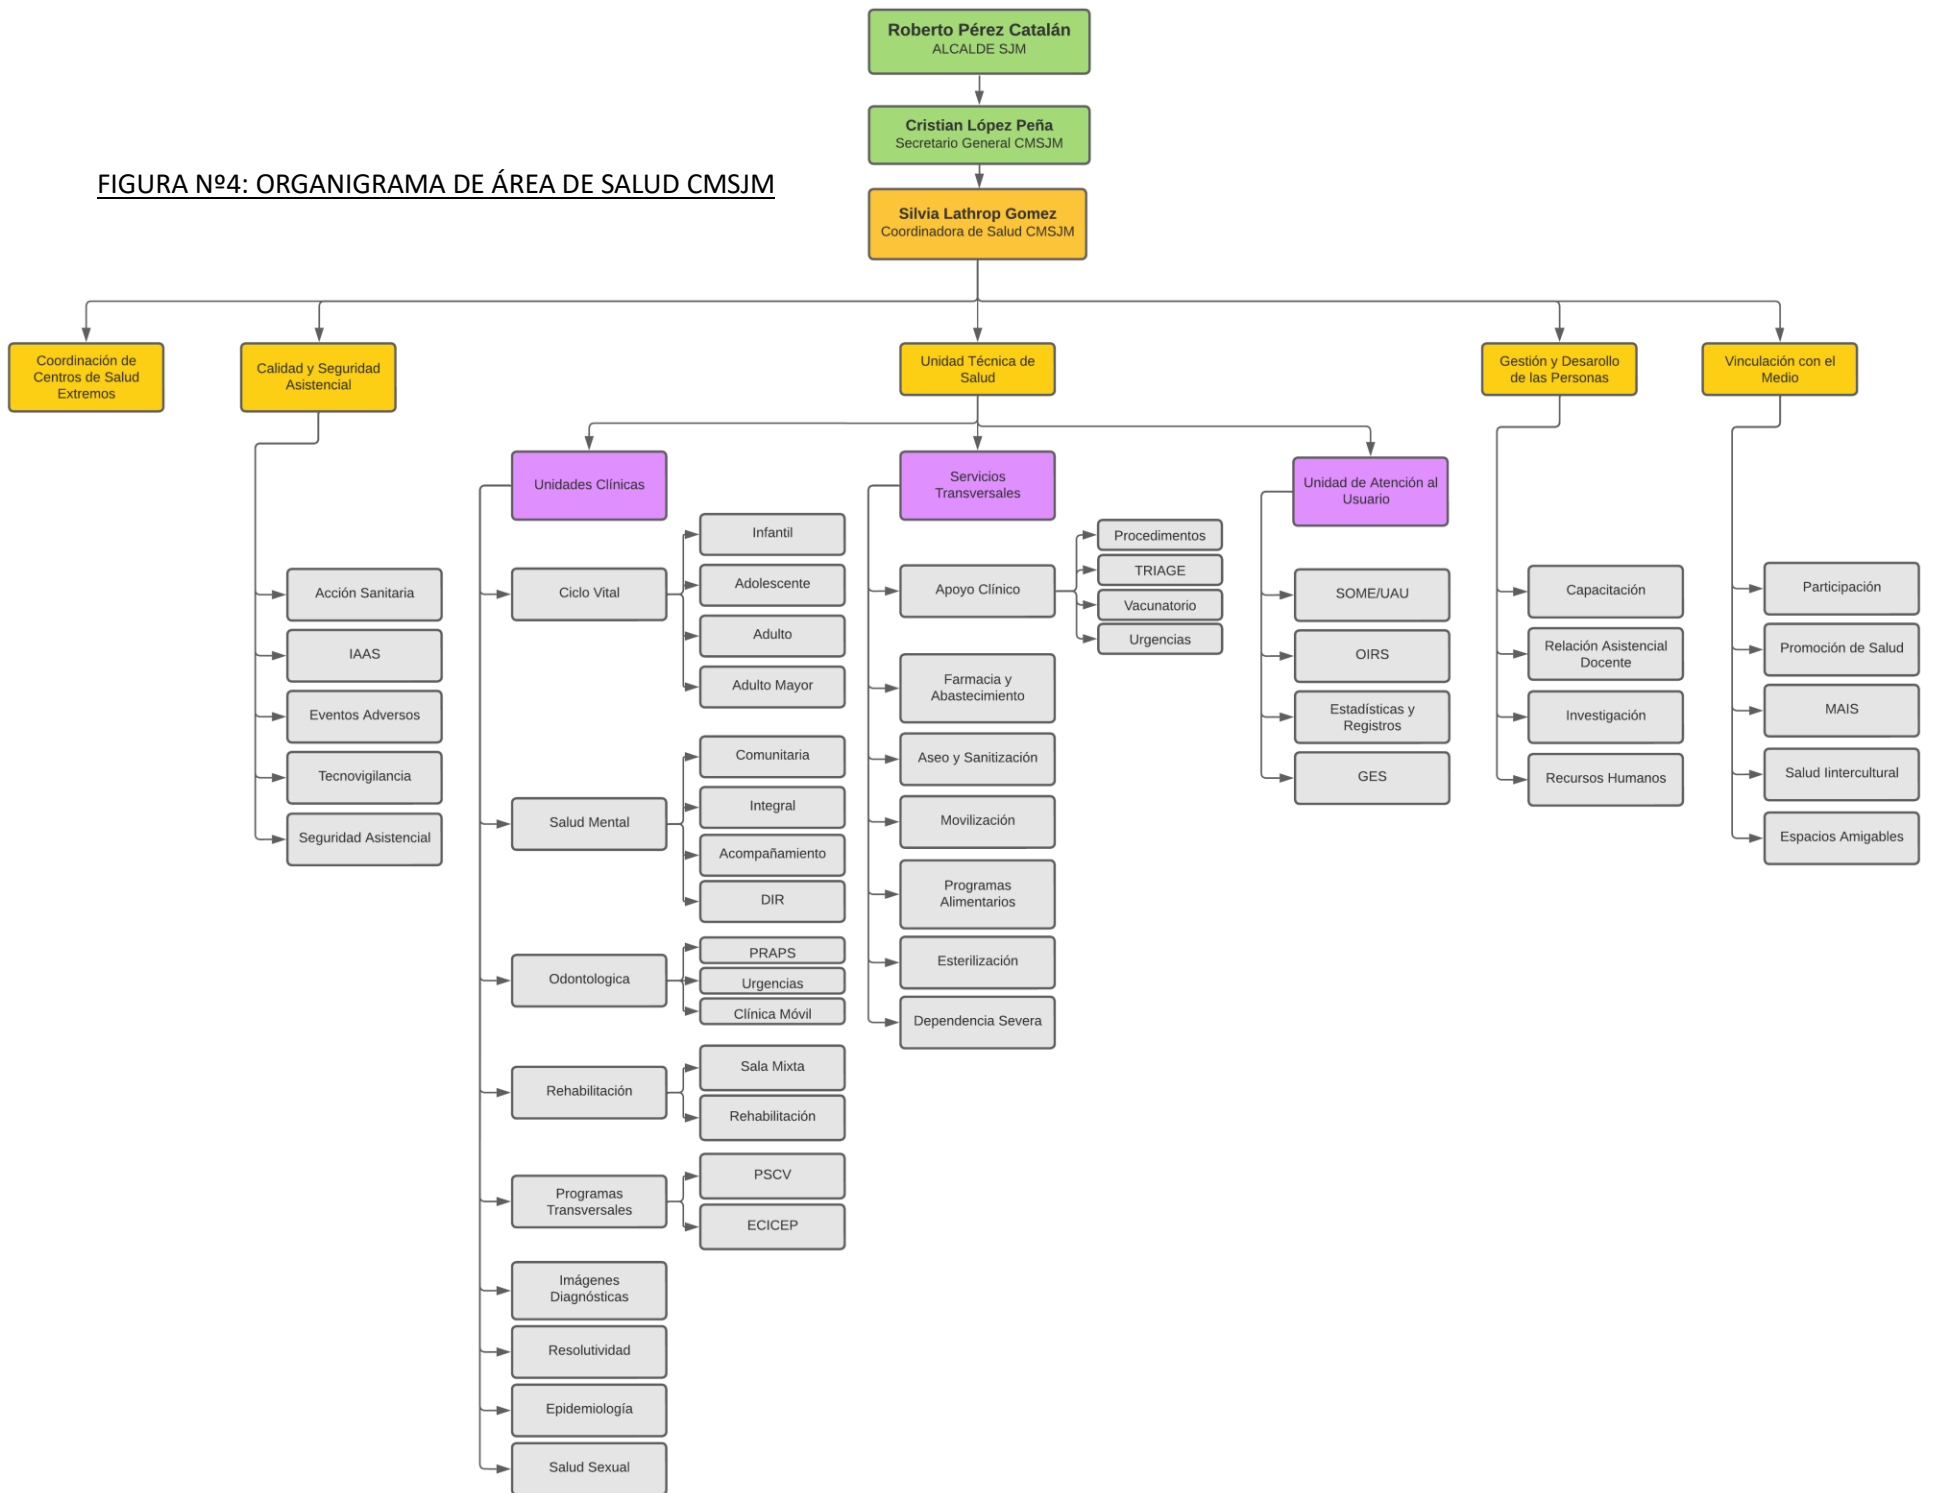 Roberto Pérez Catalán
ALCALDE SJM
Cristian López Peña
Secretario General CMSJM
FIGURA Nº4: ORGANIGRAMA DE ÁREA DE SALUD CMSJM
Silvia Lathrop Gomez
Coordinadora de Salud CMSJM
Coordinación de
Centros de Salud
Extremos
Calidad y Seguridad
Asistencial
Unidad Técnica de
Salud
Gestión y Desarollo
de las Personas
Vinculación con el
Medio
Acción Sanitaria
IAAS
Eventos Adversos
Tecnovigilancia
Seguridad Asistencial
Unidades Clínicas
Ciclo Vital
Infantil
Adolescente
Adulto
Adulto Mayor
Salud Mental
Comunitaria
Integral
Acompañamiento
DIR
Odontologica
PRAPS
Urgencias
Clínica Móvil
Rehabilitación
Sala Mixta
Rehabilitación
Programas
Transversales
PSCV
ECICEP
Imágenes
Diagnósticas
Resolutividad
Epidemiología
Salud Sexual
Servicios
Transversales
Apoyo Clínico
Procedimentos
TRIAGE
Vacunatorio
Urgencias
Farmacia y
Abastecimiento
Aseo y Sanitización
Movilización
Programas
Alimentarios
Esterilización
Dependencia Severa
Unidad de Atención al
Usuario
SOME/UAU
OIRS
Estadísticas y
Registros
GES
Capacitación
Relación Asistencial
Docente
Investigación
Recursos Humanos
Participación
Promoción de Salud
MAIS
Salud Iintercultural
Espacios Amigables